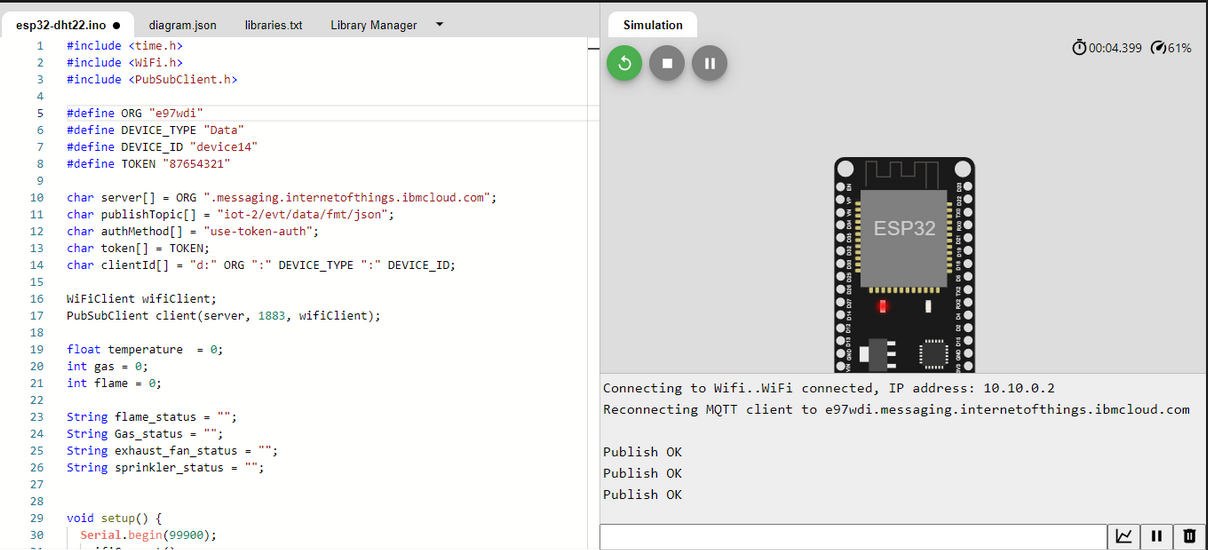 esp32-dht22.ino ●
diagram.json
libraries.txt
Library Manager
1 #include <time.h>
2 #include <WiFi.h>
3 #include <PubSubClient.h>
4
5 #define ORG "e97wdi"
6 #define DEVICE_TYPE "Data"
7 #define DEVICE_ID "device14"
8 #define TOKEN "87654321"
9
10 char server[] = ORG ".messaging.internetofthings.ibmcloud.com";
11 char publishTopic[] = "iot-2/evt/data/fmt/json";
12 char authMethod[] = "use-token-auth";
13 char token[] = TOKEN;
14 char clientId[] = "d:" ORG ":" DEVICE_TYPE ":" DEVICE_ID;
15
16 WiFiClient wifiClient;
17 PubSubClient client(server, 1883, wifiClient);
18
19 float temperature  = 0;
20 int gas = 0;
21 int flame = 0;
22
23 String flame_status = "";
24 String Gas_status = "";
25 String exhaust_fan_status = "";
26 String sprinkler_status = "";
27
28
29 void setup() {
30 Serial.begin(99900);
Simulation
00:04.399
61%
ESP32
Connecting to Wifi..WiFi connected, IP address: 10.10.0.2
Reconnecting MQTT client to e97wdi.messaging.internetofthings.ibmcloud.com
Publish OK
Publish OK
Publish OK